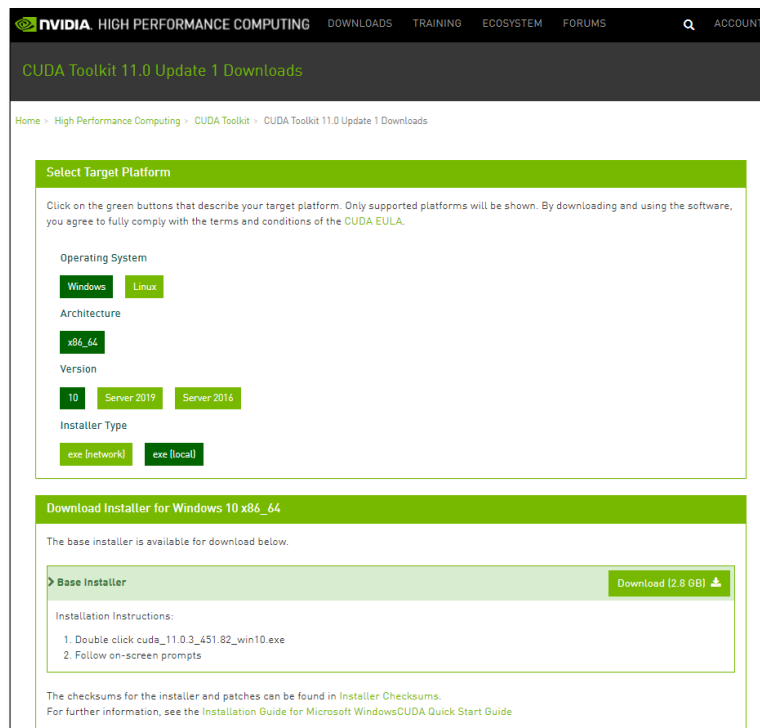 NVIDIA. HIGH PERFORMANCE COMPUTING DOWNLOADS TRAINING ECOSYSTEM FORUMS ACCOUNT
CUDA Toolkit 11.0 Update 1 Downloads
Home > High Performance Computing > CUDA Toolkit > CUDA Toolkit 11.0 Update 1 Downloads
Select Target Platform
Click on the green buttons that describe your target platform. Only supported platforms will be shown. By downloading and using the software,
you agree to fully comply with the terms and conditions of the CUDA EULA.
Operating System
Windows Linux
Architecture
x86_64
Version
10 Server 2019 Server 2016
Installer Type
exe (network) exe (local)
Download Installer for Windows 10 x86_64
The base installer is available for download below.
> Base Installer Download (2.8 GB)
Installation Instructions:
1. Double click cuda_11.0.3_451.82_win10.exe
2. Follow on-screen prompts
The checksums for the installer and patches can be found in Installer Checksums.
For further information, see the Installation Guide for Microsoft WindowsCUDA Quick Start Guide